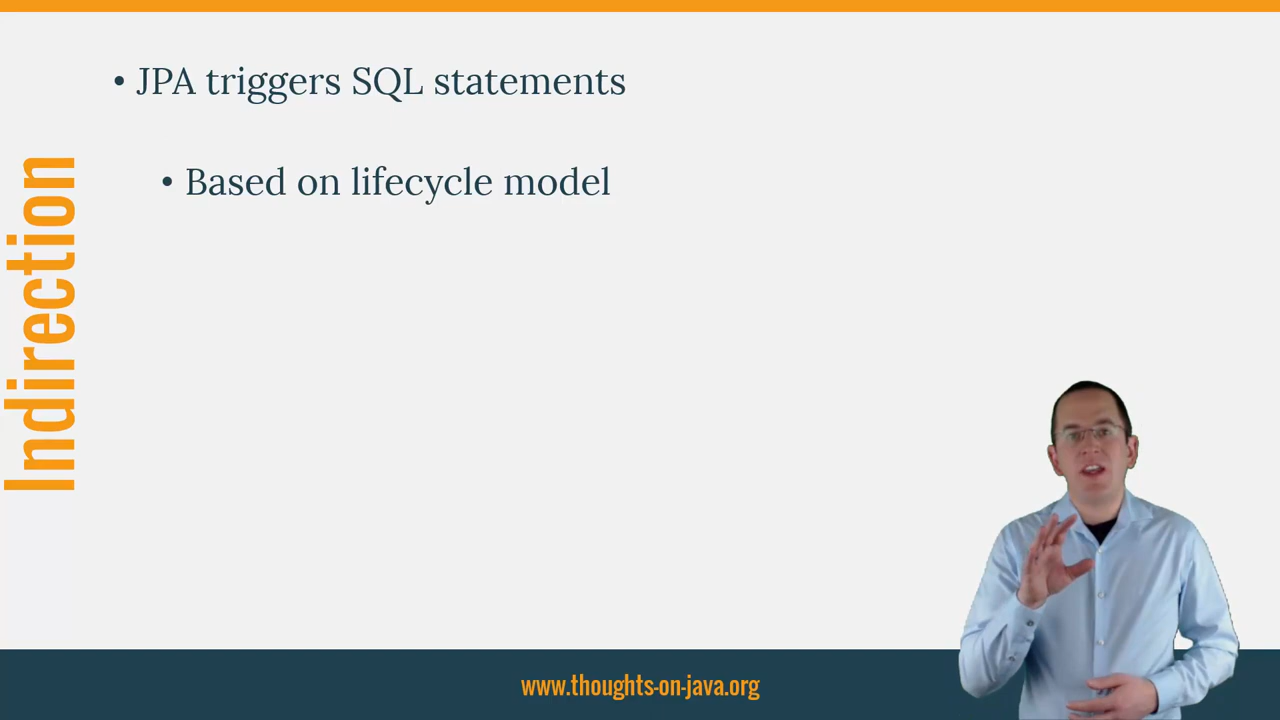 Indirection
• JPA triggers SQL statements
• Based on lifecycle model
www.thoughts-on-java.org